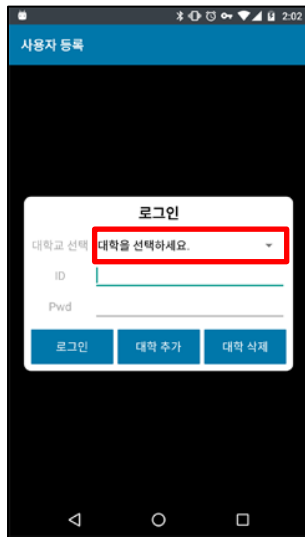 2:02
사용자 등록
로그인
대학교 선택 대학을 선택하세요.
ID
Pwd
로그인 대학 추가 대학 삭제